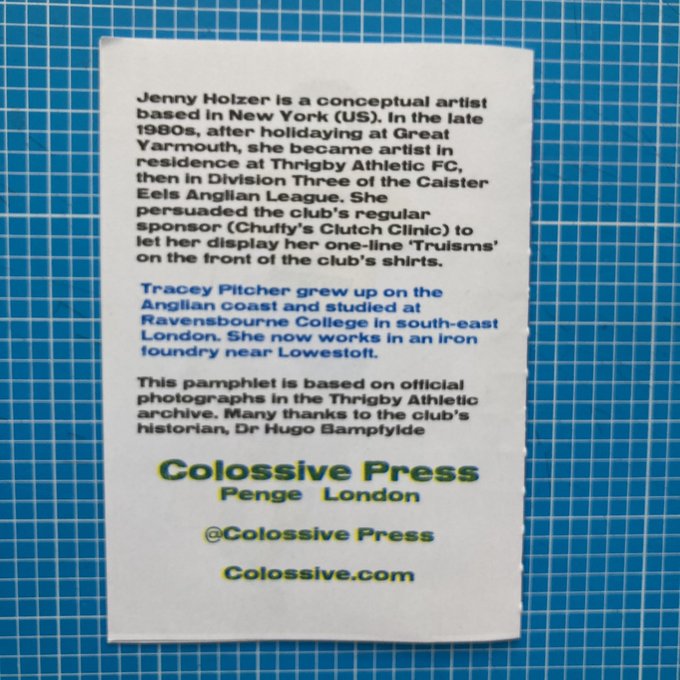 Jenny Holzer is a conceptual artist
based in New York (US). In the late
1980s, after holidaying at Great
Yarmouth, she became artist in
residence at Thrigby Athletic FC,
then in Division Three of the Caister
Eels Anglian League. She
persuaded the club's regular
sponsor (Chuffy's Clutch Clinic) to
let her display her one-line 'Truisms'
on the front of the club's shirts.
Tracey Pitcher grew up on the
Anglian coast and studied at
Ravensbourne College in south-east
London. She now works in an iron
foundry near Lowestoft.
This pamphlet is based on official
photographs in the Thrigby Athletic
archive. Many thanks to the club's
historian, Dr Hugo Bampfylde
Colossive Press
Penge London
@Colossive Press
Colossive.com